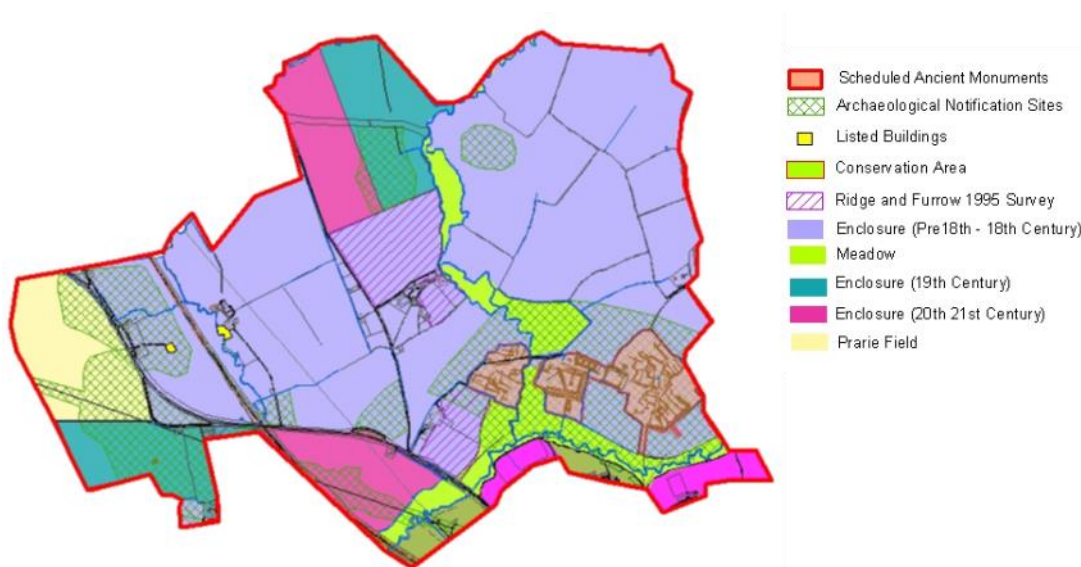 Scheduled Ancient Monuments
Archaeological Notification Sites
Listed Buildings
Conservation Area
Ridge and Furrow 1995 Survey
Enclosure (Pre18th - 18th Century)
Meadow
Enclosure (19th Century)
Enclosure (20th 21st Century)
Prarie Field